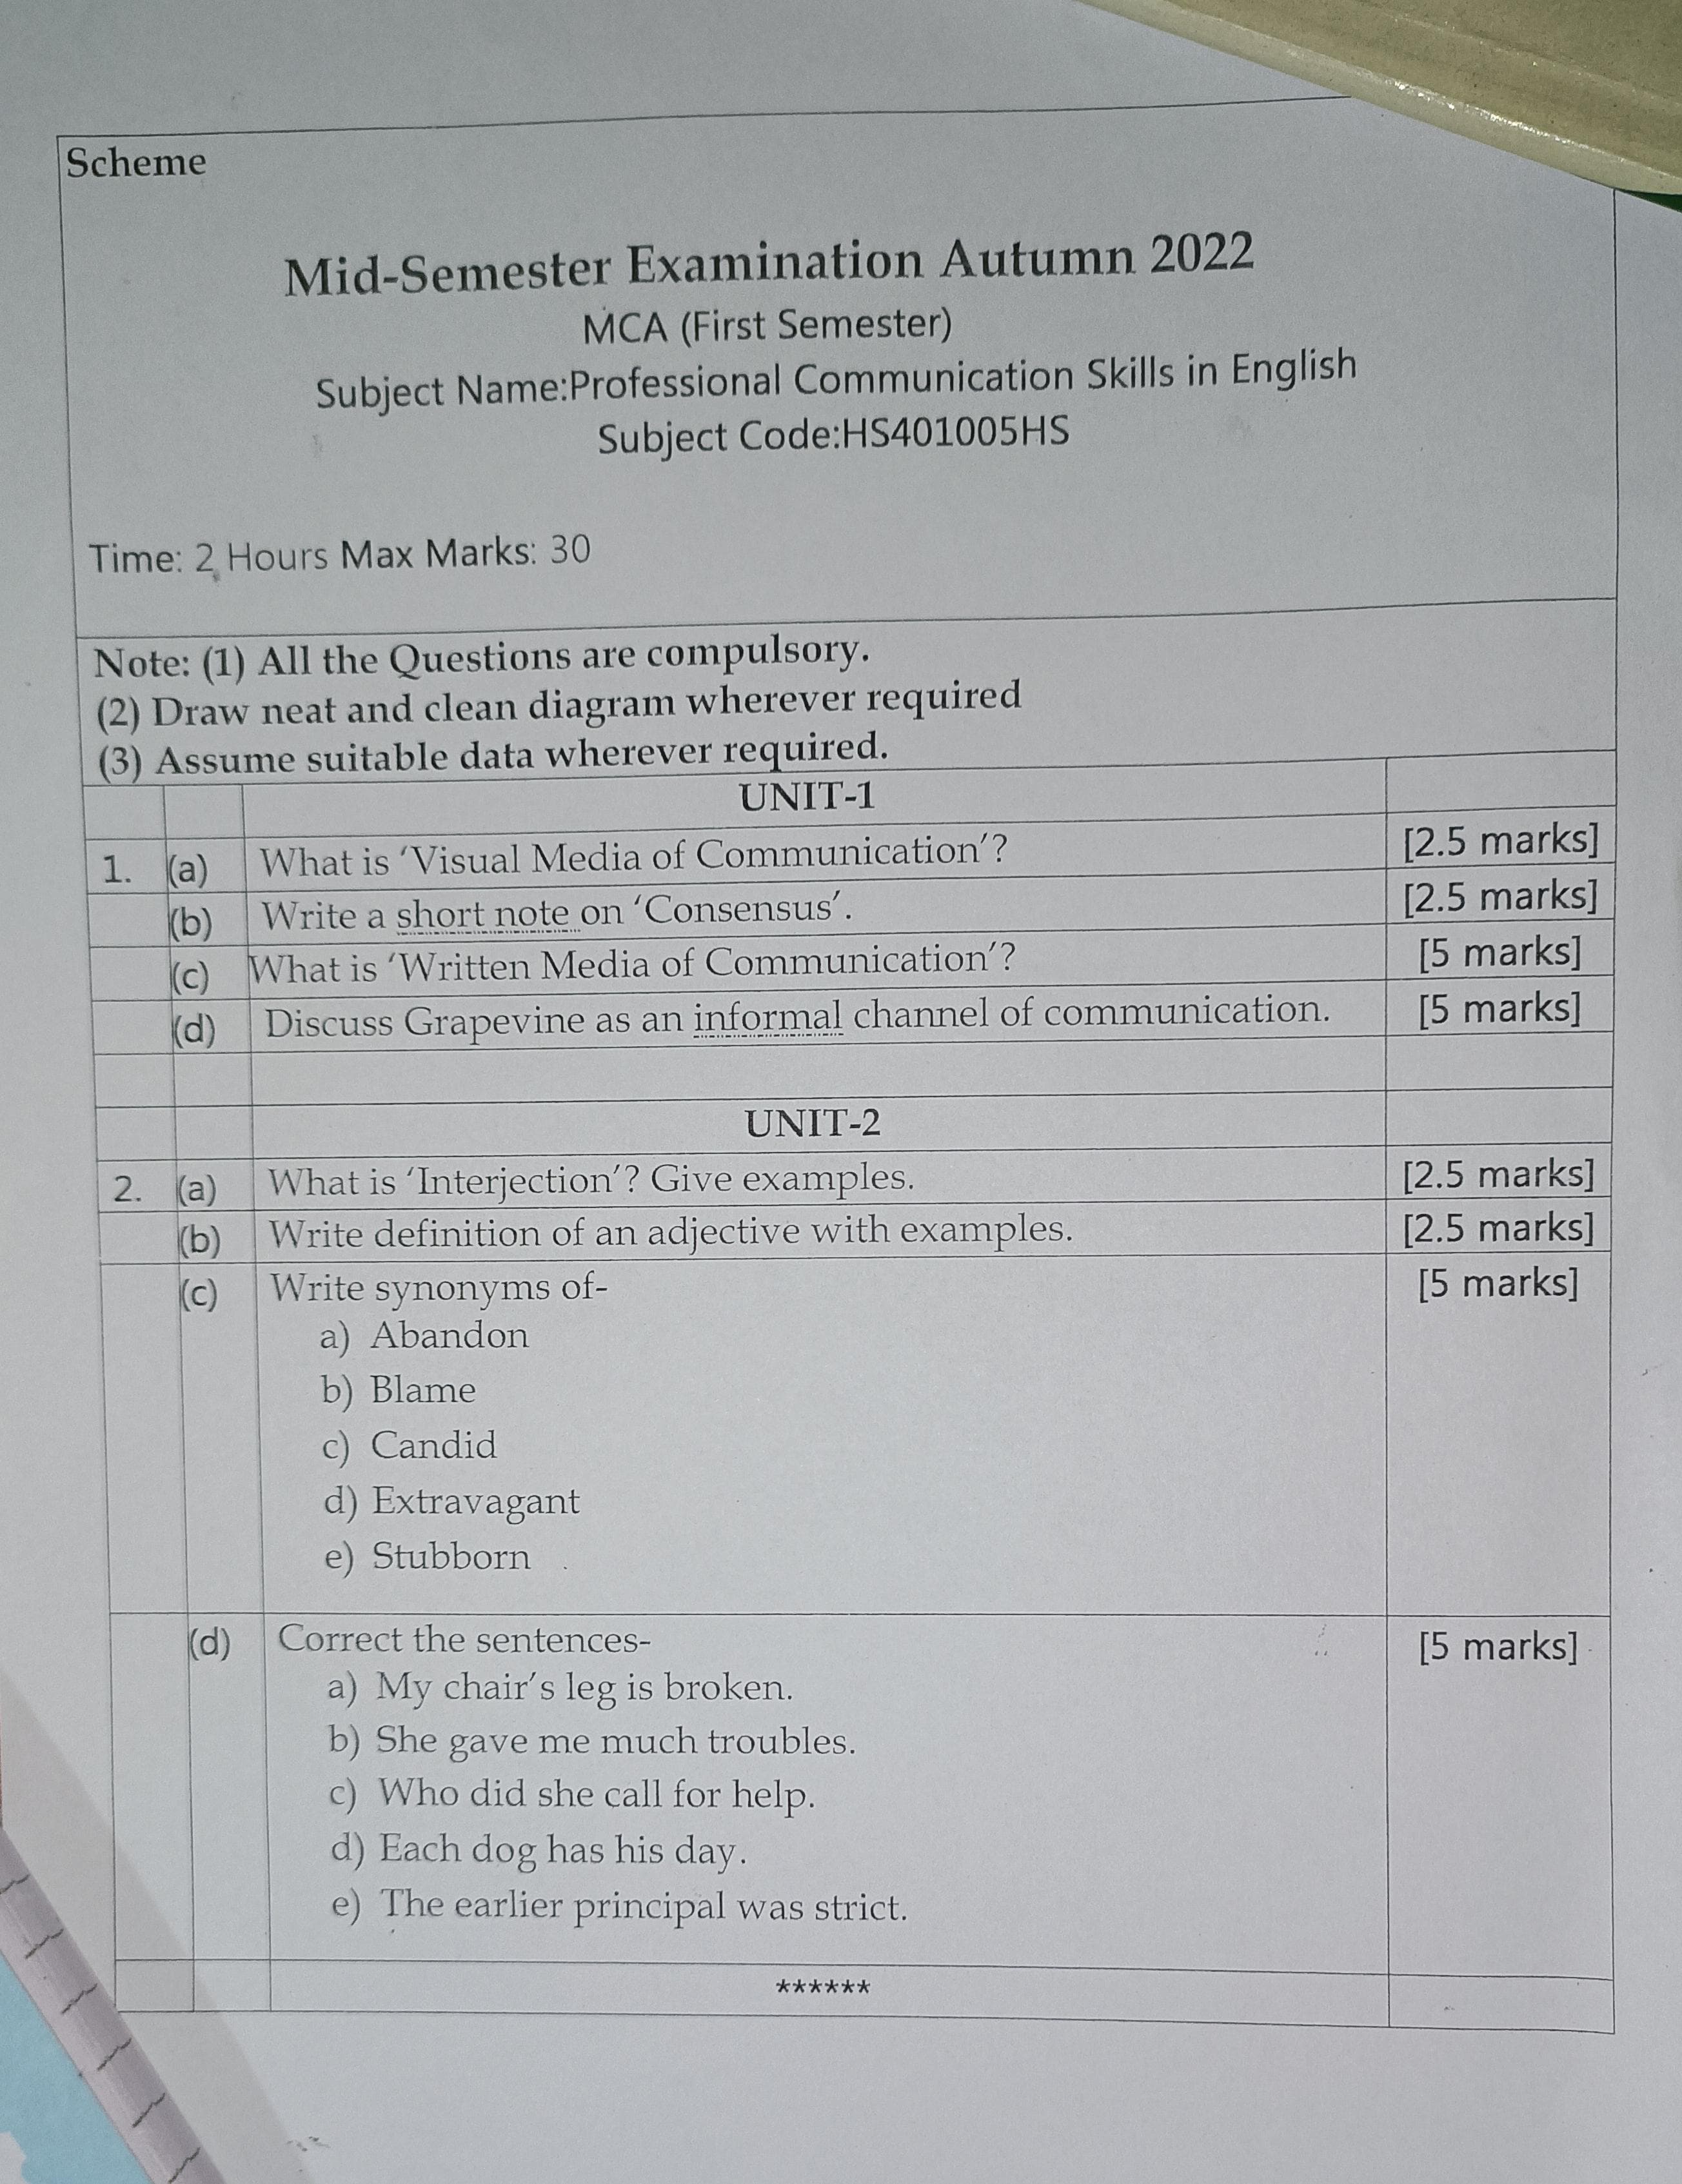 Scheme
Mid-Semester Examination Autumn 2022
MCA (First Semester)
Subject Name:Professional Communication Skills in English
Subject Code:HS401005HS
Time: 2 Hours Max Marks: 30
Note: (1) All the Questions are compulsory.
(2) Draw neat and clean diagram wherever required
(3) Assume suitable data wherever required.
UNIT-1
1. (a) What is ‘Visual Media of Communication’? [2.5 marks]
(b) Write a short note on ‘Consensus’. [2.5 marks]
(c) What is ‘Written Media of Communication’? [5 marks]
(d) Discuss Grapevine as an informal channel of communication. [5 marks]
UNIT-2
2. (a) What is ‘Interjection’? Give examples. [2.5 marks]
(b) Write definition of an adjective with examples. [2.5 marks]
(c) Write synonyms of- [5 marks]
a) Abandon
b) Blame
c) Candid
d) Extravagant
e) Stubborn
(d) Correct the sentences- [5 marks]
a) My chair’s leg is broken.
b) She gave me much troubles.
c) Who did she call for help.
d) Each dog has his day.
e) The earlier principal was strict.
******